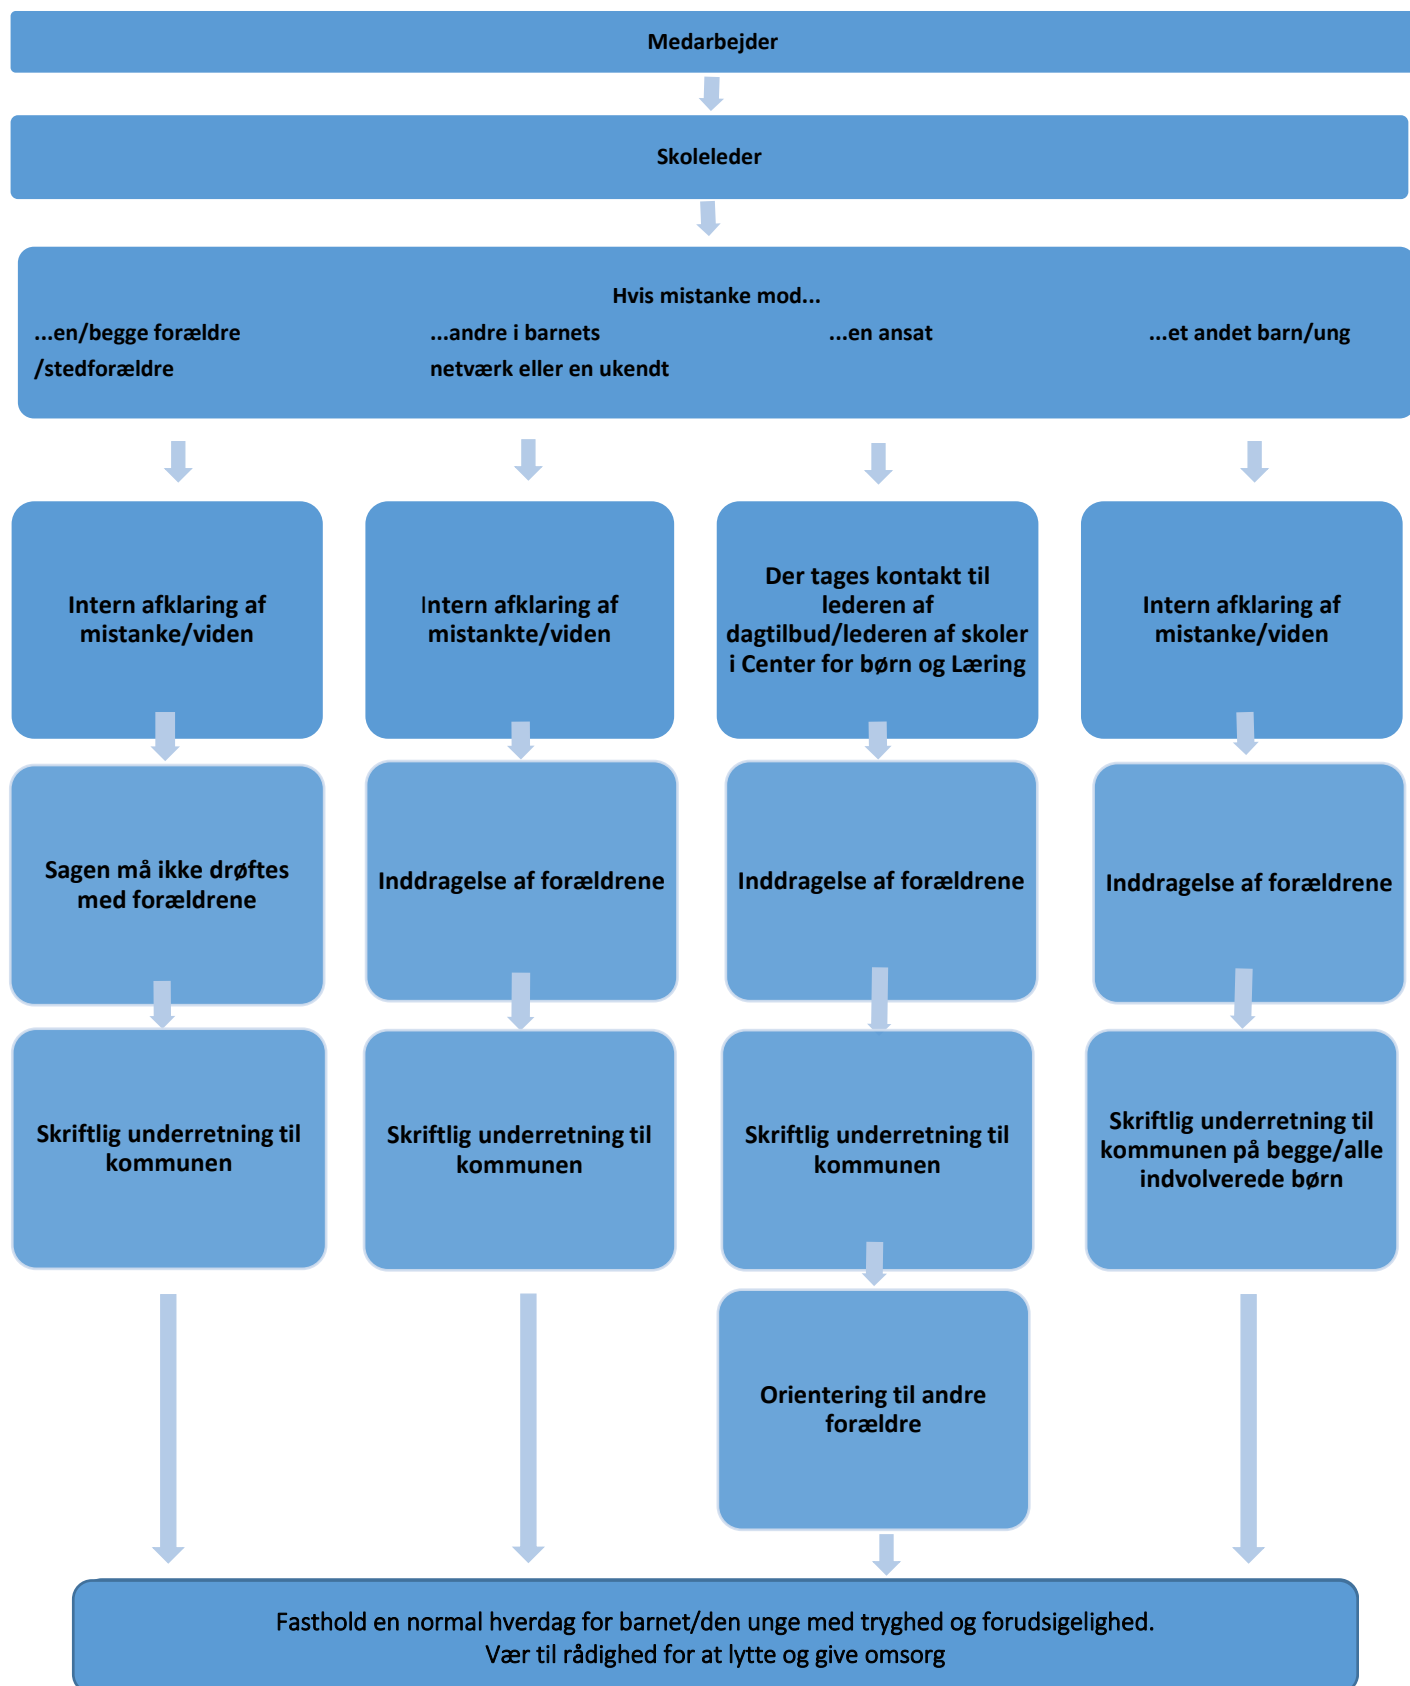 Medarbejder
Skoleleder
Hvis mistanke mod...
...en/begge forældre
/stedforældre
...andre i barnets
netværk eller en ukendt
...en ansat
...et andet barn/ung
Intern afklaring af
mistanke/viden
Intern afklaring af
mistankte/viden
Der tages kontakt til
lederen af
dagtilbud/lederen af skoler
i Center for børn og Læring
Intern afklaring af
mistanke/viden
Sagen må ikke drøftes
med forældrene
Inddragelse af forældrene
Inddragelse af forældrene
Inddragelse af forældrene
Skriftlig underretning til
kommunen
Skriftlig underretning til
kommunen
Skriftlig underretning til
kommunen
Skriftlig underretning til
kommunen på begge/alle
indvolverede børn
Orientering til andre
forældre
Fasthold en normal hverdag for barnet/den unge med tryghed og forudsigelighed.
Vær til rådighed for at lytte og give omsorg